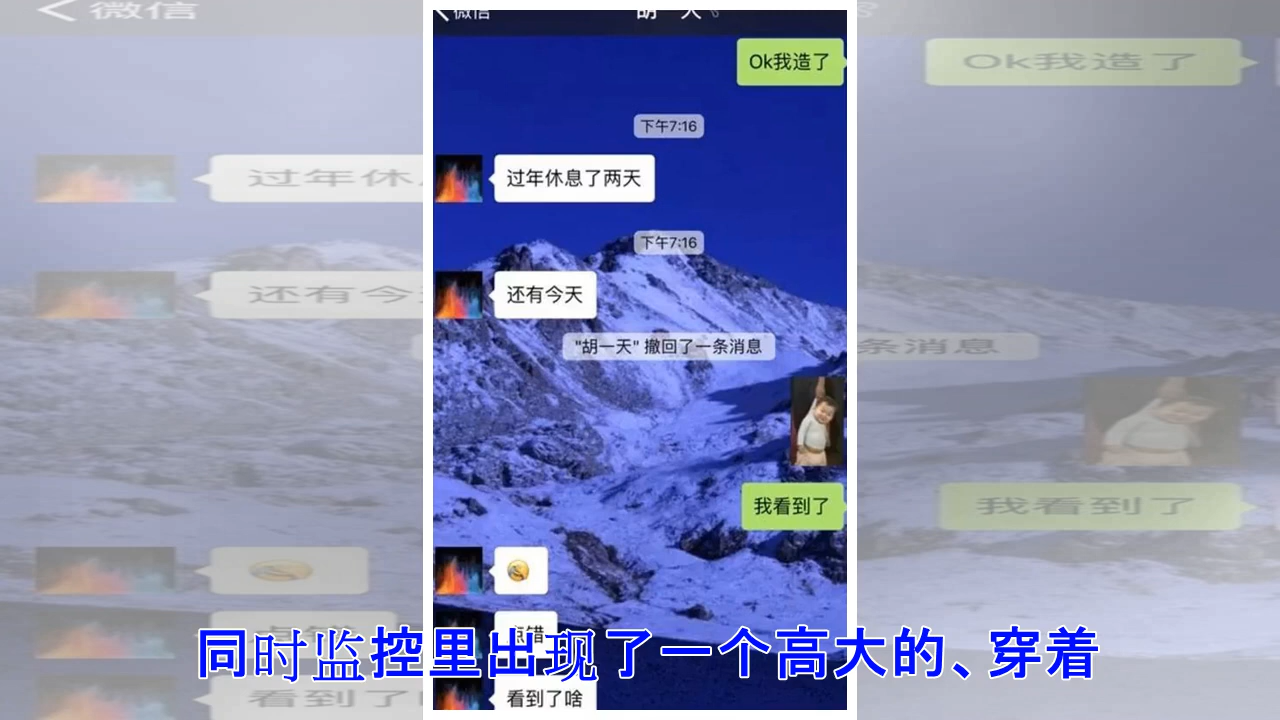 微信
Ok我造了
下午7:16
过年休息了两天
下午7:16
还有今天
"胡一天" 撤回了一条消息
我看到了
点错
同时监控里出现了一个高大的、穿着
看到了啥